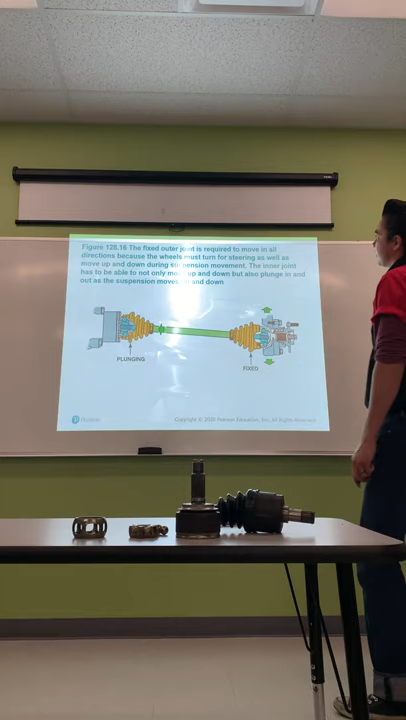 Figure 128.16 The fixed outer joint is required to move in all
directions because the wheels must turn for steering as well as
move up and down during suspension movement. The inner joint
has to be able to not only move up and down but also plunge in and
out as the suspension moves up and down
PLUNGING
FIXED
Pearson
Copyright © 2020 Pearson Education, Inc. All Rights Reserved